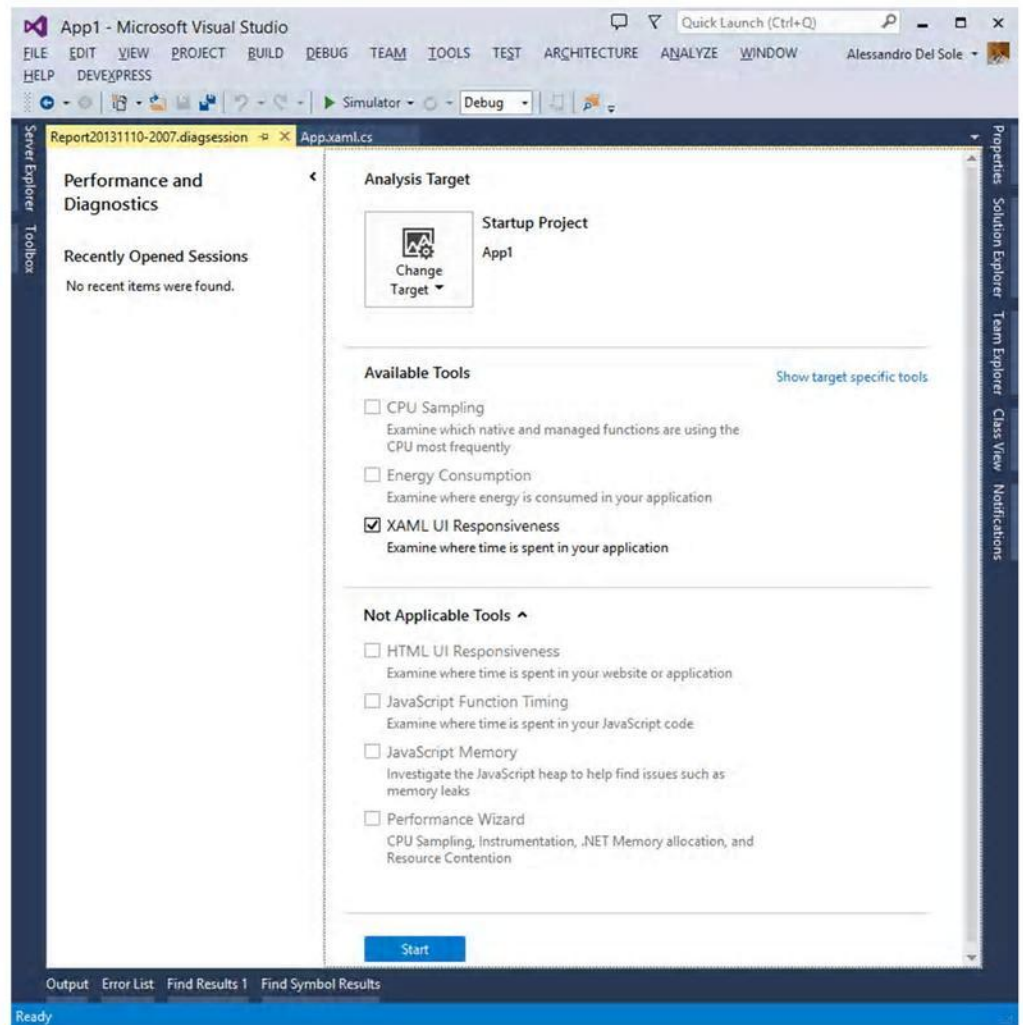 App1 - Microsoft Visual Studio
Quick Launch (Ctrl+Q)
FILE EDIT VIEW PROJECT BUILD DEBUG TEAM TOOLS TEST ARCHITECTURE ANALYZE WINDOW Alessandro Del Sole
HELP DEVEXPRESS
Simulator Debug
Report20131110-2007.diagsession App.xaml.cs
Server Explorer
Toolbox
Performance and
Diagnostics
Recently Opened Sessions
No recent items were found.
Analysis Target
Change
Target
Startup Project
App1
Available Tools
Show target specific tools
CPU Sampling
Examine which native and managed functions are using the
CPU most frequently
Energy Consumption
Examine where energy is consumed in your application
XAML UI Responsiveness
Examine where time is spent in your application
Not Applicable Tools
HTML UI Responsiveness
Examine where time is spent in your website or application
JavaScript Function Timing
Examine where time is spent in your JavaScript code
JavaScript Memory
Investigate the JavaScript heap to help find issues such as
memory leaks
Performance Wizard
CPU Sampling, Instrumentation, .NET Memory allocation, and
Resource Contention
Start
Properties
Solution Explorer
Team Explorer
Class View
Notifications
Output Error List Find Results 1 Find Symbol Results
Ready